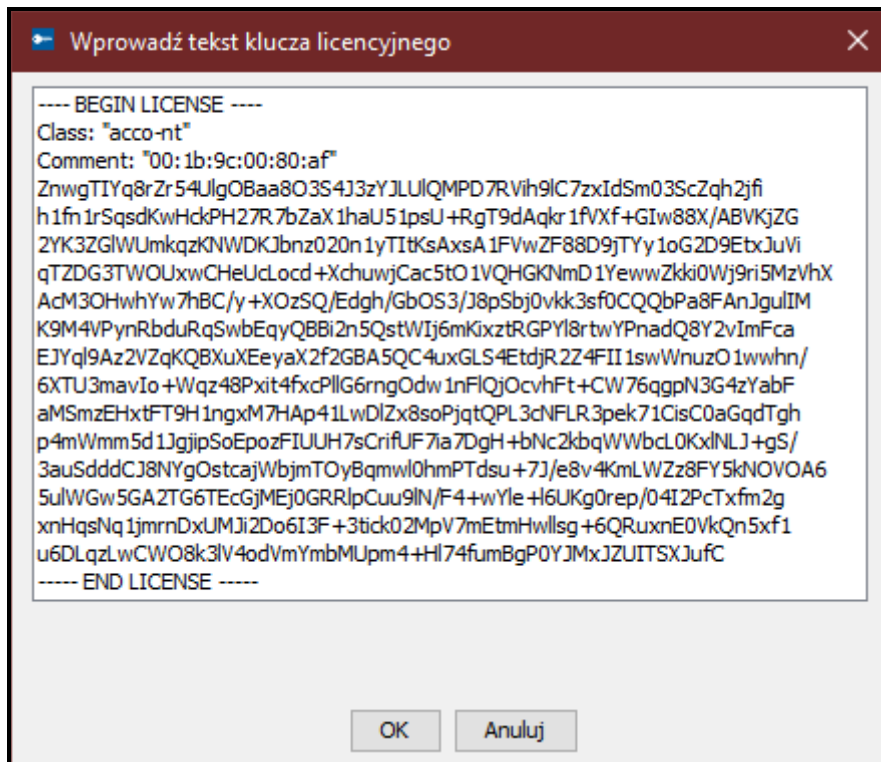 Wprowadź tekst klucza licencyjnego
---- BEGIN LICENSE ----
Class: "acco-nt"
Comment: "00:1b:9c:00:80:af"
ZnwgTIYq8rZr54UlgOBaa8O3S4J3zYJLUlQMPD7RVih9lC7zxIdSm03ScZqh2jfi
h1fn1rSqsdKwHckPH27R7bZaX1haU51psU+RgT9dAqkr1fVXf+GIw88X/ABVKjZG
2YK3ZGlWUmkqzKNWDKJbnz020n1yTItKsAxsA1FVwZF88D9jTYy1oG2D9EtxJuVi
qTZDG3TWOUxwCHeUcLocd+XchuwjCac5tO1VQHGKNmD1YewwZkki0Wj9ri5MzVhX
AcM3OHwhYw7hBC/y+XOzSQ/Edgh/GbOS3/J8pSbj0vkk3sf0CQQbPa8FAnJgulIM
K9M4VPynRbduRqSwbEqyQBBi2n5QstWIj6mKixztRGPYl8rtwYPnadQ8Y2vImFca
EJYql9Az2VZqKQBXuXEeyaX2f2GBA5QC4uxGLS4EtdjR2Z4FII1swWnuzO1wwhn/
6XTU3mavIo+Wqz48Pxit4fxcPllG6rngOdw1nFlQjOcvhFt+CW76qgpN3G4zYabF
aMSmzEHxtFT9H1ngxM7HAp41LwDlZx8soPjqtQPL3cNFLR3pek71CisC0aGqdTgh
p4mWmm5d1JgjipSoEpozFIUUH7sCrifUF7ia7DgH+bNc2kbqWWbcL0KxlNLJ+gS/
3auSdddCJ8NYgOstcajWbjmTOyBqmwl0hmPTdsu+7J/e8v4KmLWZz8FY5kNOVOA6
5ulWGw5GA2TG6TEcGjMEj0GRRlpCuu9lN/F4+wYle+l6UKg0rep/04I2PcTxfm2g
xnHqsNq1jmrnDxUMJi2Do6I3F+3tick02MpV7mEtmHwllsg+6QRuxnE0VkQn5xf1
u6DLqzLwCWO8k3lV4odVmYmbMUpm4+Hl74fumBgP0YJMxJZUITSXJufC
----- END LICENSE -----
OK
Anuluj